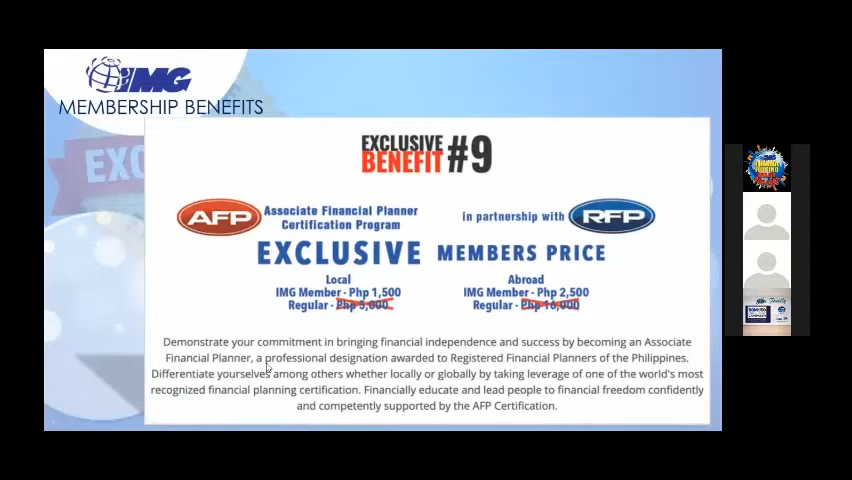 IMG
MEMBERSHIP BENEFITS
EXC
EXCLUSIVE
BENEFIT #9
AFP Associate Financial Planner
Certification Program
in partnership with RFP
EXCLUSIVE MEMBERS PRICE
Local
IMG Member - Php 1,500
Regular - Php 5,000
Abroad
IMG Member - Php 2,500
Regular - Php 16,000
Demonstrate your commitment in bringing financial independence and success by becoming an Associate
Financial Planner, a professional designation awarded to Registered Financial Planners of the Philippines.
Differentiate yourselves among others whether locally or globally by taking leverage of one of the world's most
recognized financial planning certification. Financially educate and lead people to financial freedom confidently
and competently supported by the AFP Certification.